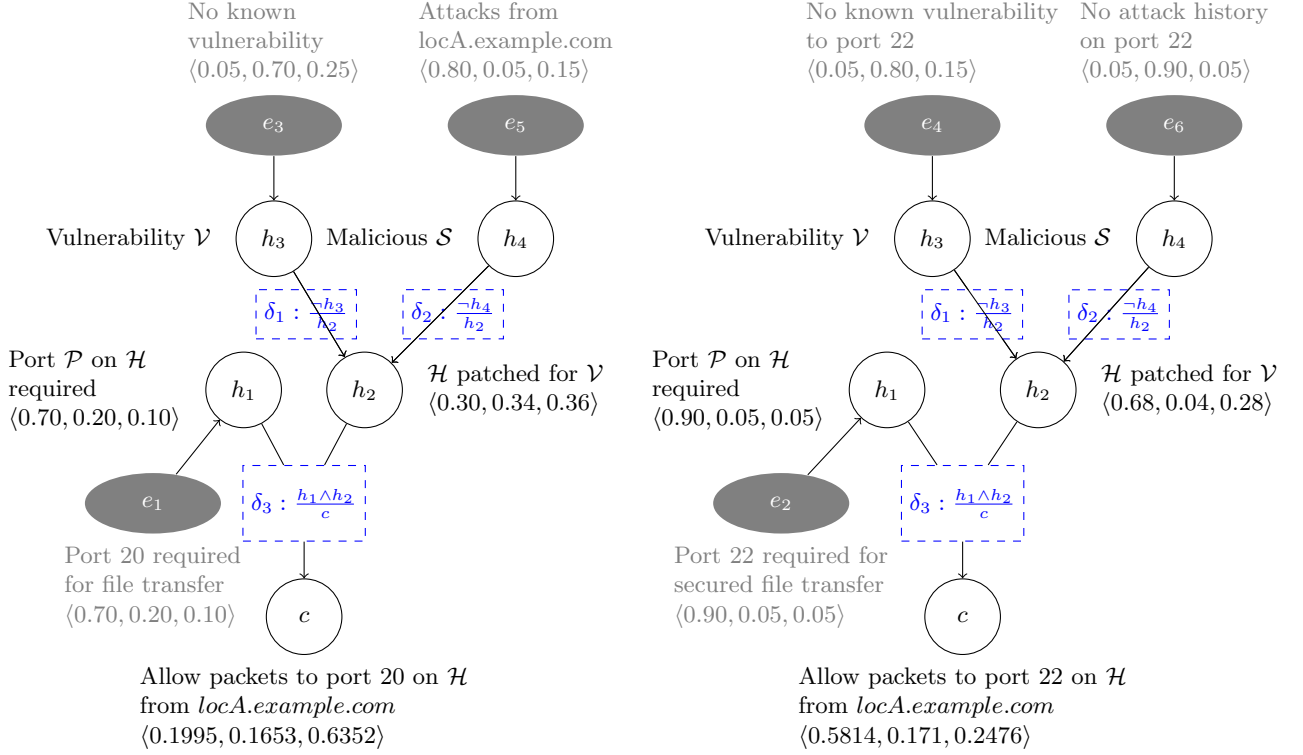 No known
vulnerability
⟨0.05, 0.70, 0.25⟩
Attacks from
locA.example.com
⟨0.80, 0.05, 0.15⟩
e₃
e₅
Vulnerability 𝒱
h₃
Malicious 𝒮
h₄
δ₁ : ¬h₃/h₂
δ₂ : ¬h₄/h₂
Port 𝒫 on ℋ
required
⟨0.70, 0.20, 0.10⟩
h₁
h₂
ℋ patched for 𝒱
⟨0.30, 0.34, 0.36⟩
e₁
δ₃ : h₁∧h₂/c
Port 20 required
for file transfer
⟨0.70, 0.20, 0.10⟩
c
Allow packets to port 20 on ℋ
from locA.example.com
⟨0.1995, 0.1653, 0.6352⟩
No known vulnerability
to port 22
⟨0.05, 0.80, 0.15⟩
No attack history
on port 22
⟨0.05, 0.90, 0.05⟩
e₄
e₆
Vulnerability 𝒱
h₃
Malicious 𝒮
h₄
δ₁ : ¬h₃/h₂
δ₂ : ¬h₄/h₂
Port 𝒫 on ℋ
required
⟨0.90, 0.05, 0.05⟩
h₁
h₂
ℋ patched for 𝒱
⟨0.68, 0.04, 0.28⟩
e₂
δ₃ : h₁∧h₂/c
Port 22 required for
secured file transfer
⟨0.90, 0.05, 0.05⟩
c
Allow packets to port 22 on ℋ
from locA.example.com
⟨0.5814, 0.171, 0.2476⟩